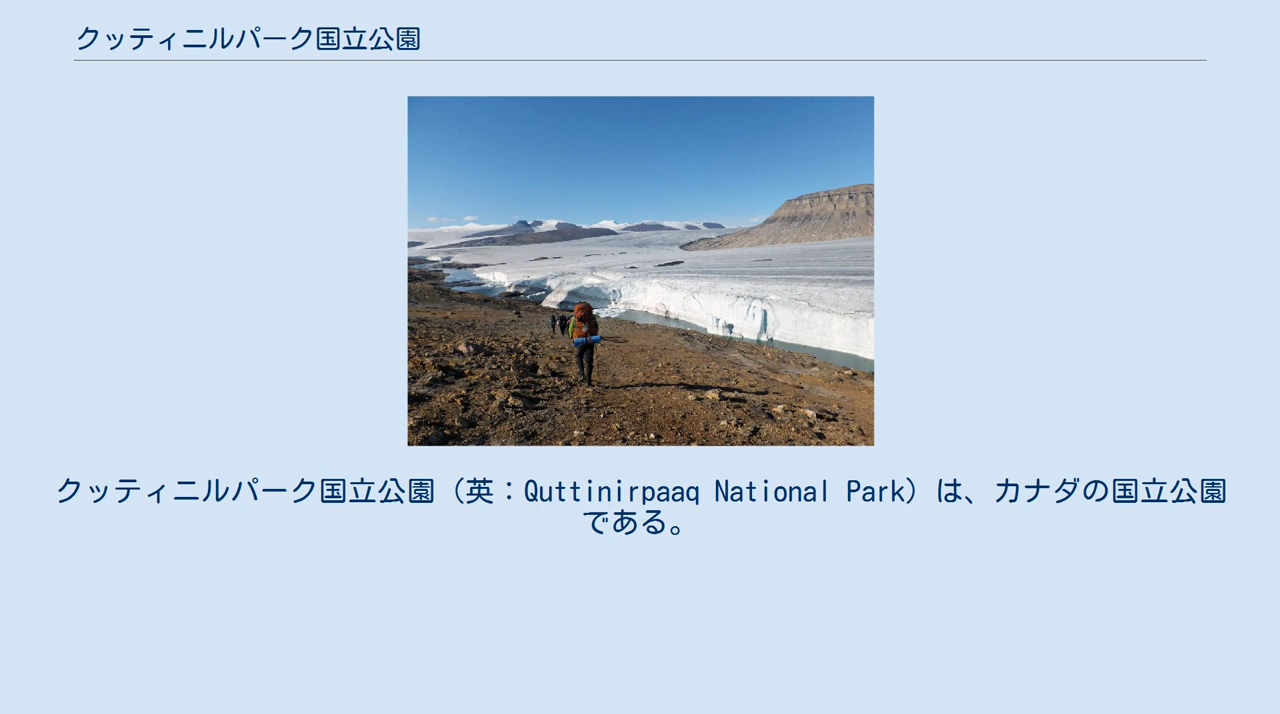 クッティニルパーク国立公園
クッティニルパーク国立公園（英：Quttinirpaaq National Park）は、カナダの国立公園
である。